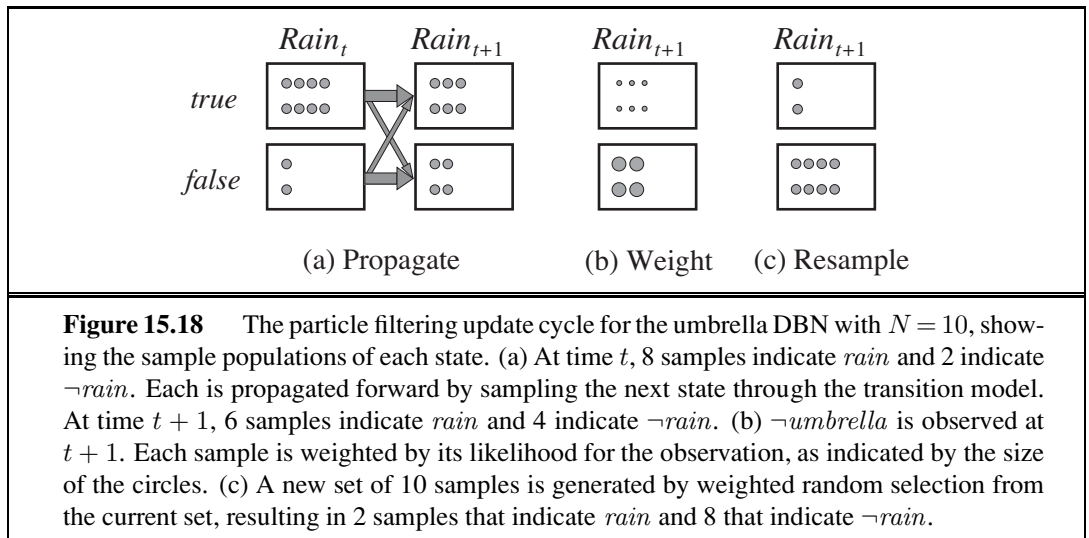 Rain_t Rain_{t+1} Rain_{t+1} Rain_{t+1}
true
false
(a) Propagate (b) Weight (c) Resample
Figure 15.18 The particle filtering update cycle for the umbrella DBN with N = 10, show-
ing the sample populations of each state. (a) At time t, 8 samples indicate rain and 2 indicate
¬rain. Each is propagated forward by sampling the next state through the transition model.
At time t + 1, 6 samples indicate rain and 4 indicate ¬rain. (b) ¬umbrella is observed at
t + 1. Each sample is weighted by its likelihood for the observation, as indicated by the size
of the circles. (c) A new set of 10 samples is generated by weighted random selection from
the current set, resulting in 2 samples that indicate rain and 8 that indicate ¬rain.